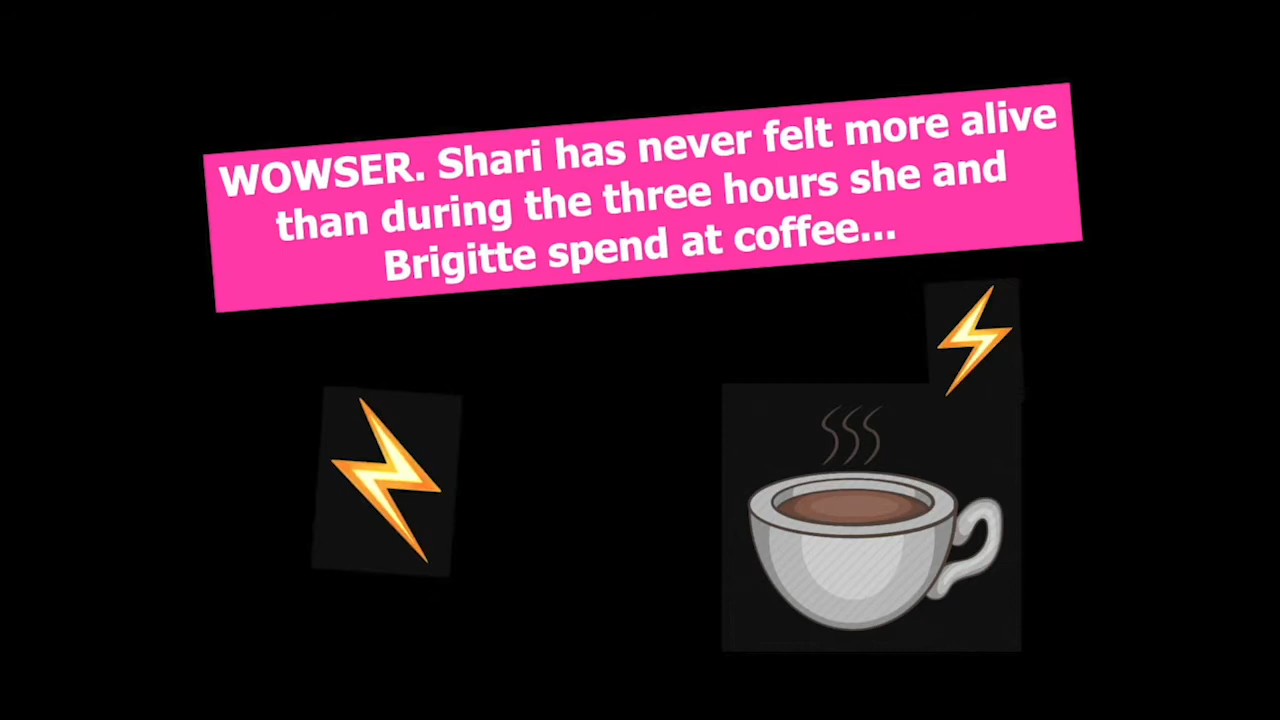 WOWSER. Shari has never felt more alive
than during the three hours she and
Brigitte spend at coffee...